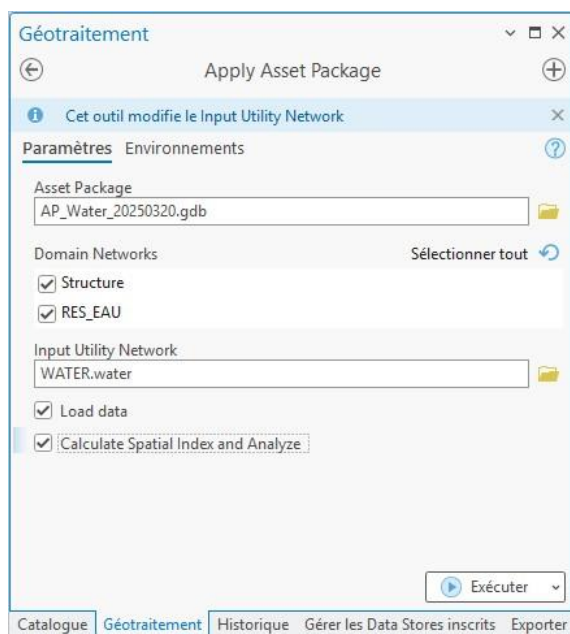 Géotraitement
Apply Asset Package
Cet outil modifie le Input Utility Network
Paramètres Environnements
Asset Package
AP_Water_20250320.gdb
Domain Networks Sélectionner tout
Structure
RES_EAU
Input Utility Network
WATER.water
Load data
Calculate Spatial Index and Analyze
Exécuter
Catalogue Géotraitement Historique Gérer les Data Stores inscrits Exporter